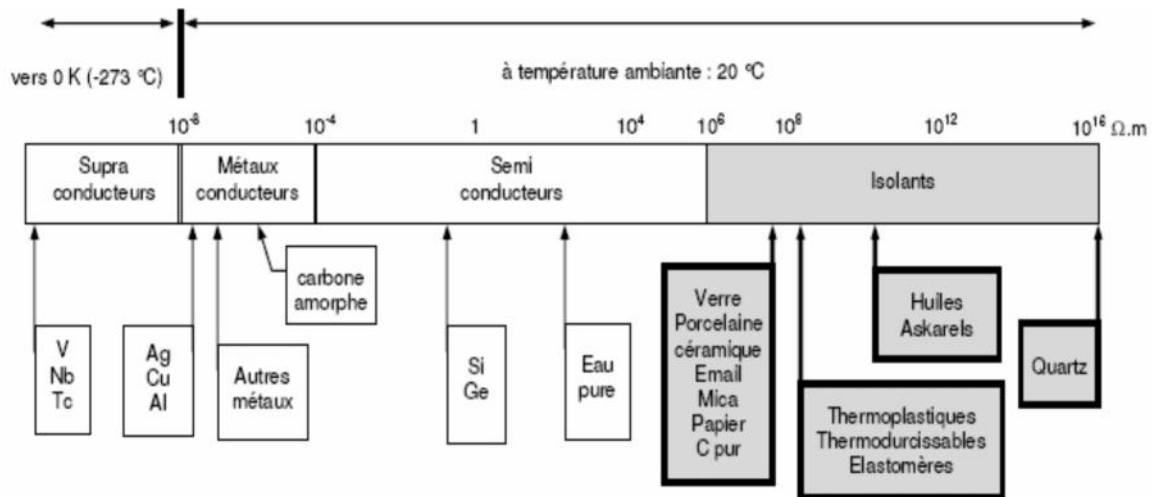 vers 0 K (-273 °C)
à température ambiante : 20 °C
10⁻⁸ 10⁻⁴ 1 10⁴ 10⁶ 10⁸ 10¹² 10¹⁶ Ω.m
Supra
conducteurs
Métaux
conducteurs
Semi
conducteurs
Isolants
carbone
amorphe
V
Nb
Tc
Ag
Cu
Al
Autres
métaux
Si
Ge
Eau
pure
Verre
Porcelaine
céramique
Email
Mica
Papier
C pur
Huiles
Askarels
Thermoplastiques
Thermodurcissables
Elastomères
Quartz